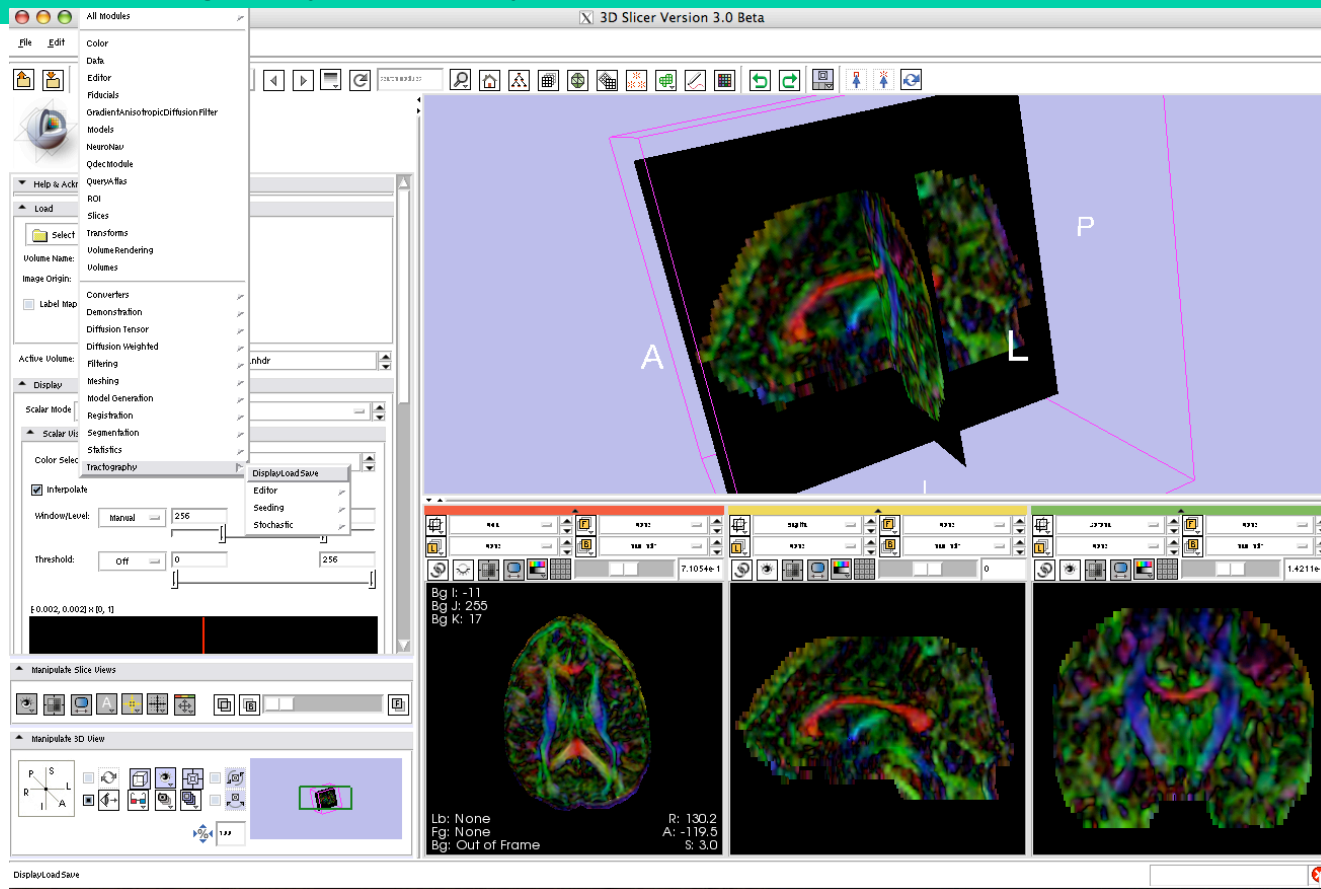 3D Slicer Version 3.0 Beta
All Modules
File Edit
Color
Data
Editor
Fiducials
GradientAnisotropicDiffusionFilter
Models
NeuroNav
QdecModule
QueryAtlas
ROI
Slices
Transforms
VolumeRendering
Volumes
Converters
Demonstration
Diffusion Tensor
Diffusion Weighted
Filtering
Meshing
Model Generation
Registration
Segmentation
Statistics
Tractography
DisplayLoadSave
Editor
Seeding
Stochastic
Help & Ackn
Load
Select
Volume Name:
Image Origin:
Label Map
Active Volume: .nhdr
Display
Scalar Mode
Scalar Vis
Color Selec
Interpolate
Window/Level: Manual 256
Threshold: Off 0 256
[-0.002, 0.002] x [0, 1]
Manipulate Slice Views
Manipulate 3D View
P S
R L
I A
A
P
L
7.1054e-1
0
1.4211e-
Bg I: -11
Bg J: 255
Bg K: 17
Lb: None R: 130.2
Fg: None A: -119.5
Bg: Out of Frame S: 3.0
DisplayLoadSave